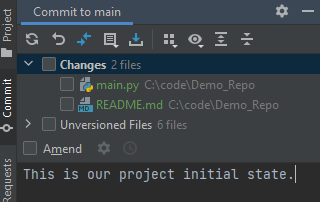 Project
Commit
Requests
Commit to main
Changes 2 files
main.py C:\code\Demo_Repo
MD README.md C:\code\Demo_Repo
Unversioned Files 6 files
Amend
This is our project initial state.